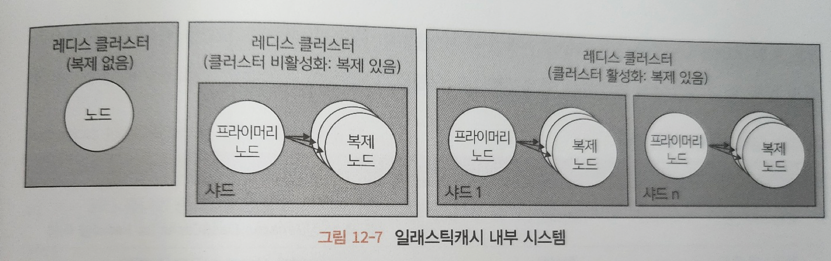 레디스 클러스터
(복제 없음)
노드
레디스 클러스터
(클러스터 비활성화: 복제 있음)
프라이머리
노드
복제
노드
샤드
레디스 클러스터
(클러스터 활성화: 복제 있음)
프라이머리
노드
복제
노드
샤드 1
프라이머리
노드
복제
노드
샤드 n
그림 12-7 일래스틱캐시 내부 시스템